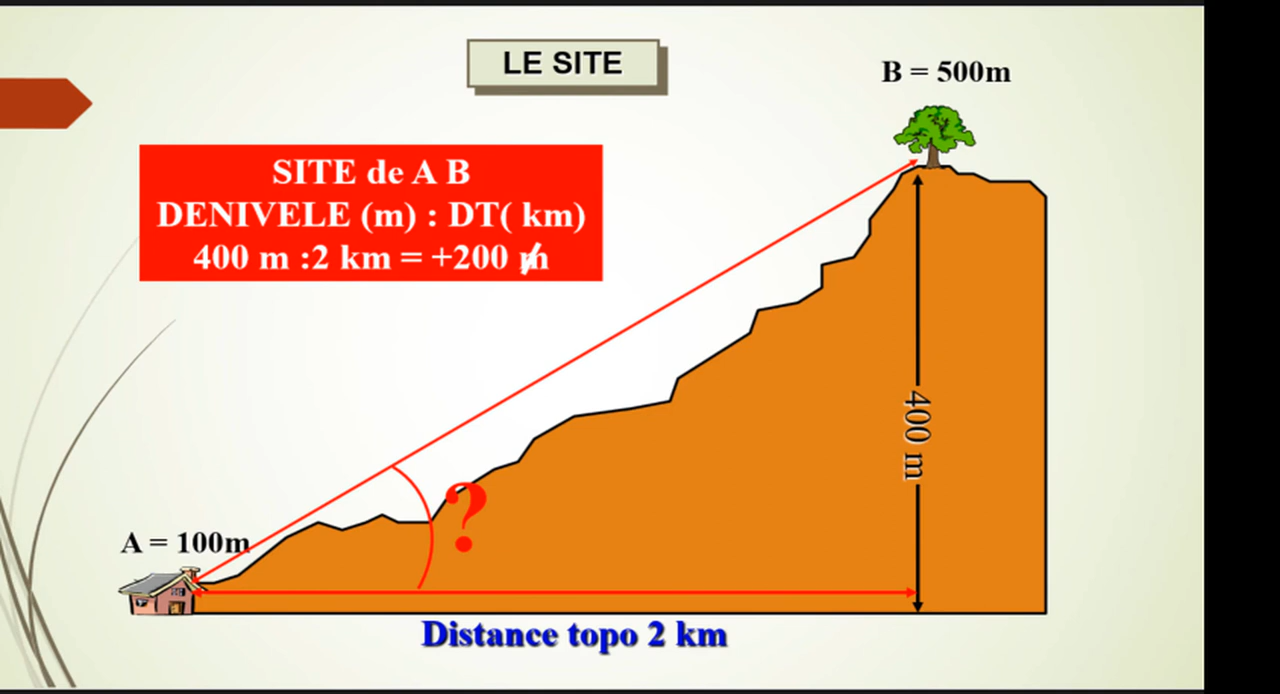 LE SITE
B = 500m
SITE de A B
DENIVELE (m) : DT( km)
400 m :2 km = +200 m̸
400 m
?
A = 100m
Distance topo 2 km